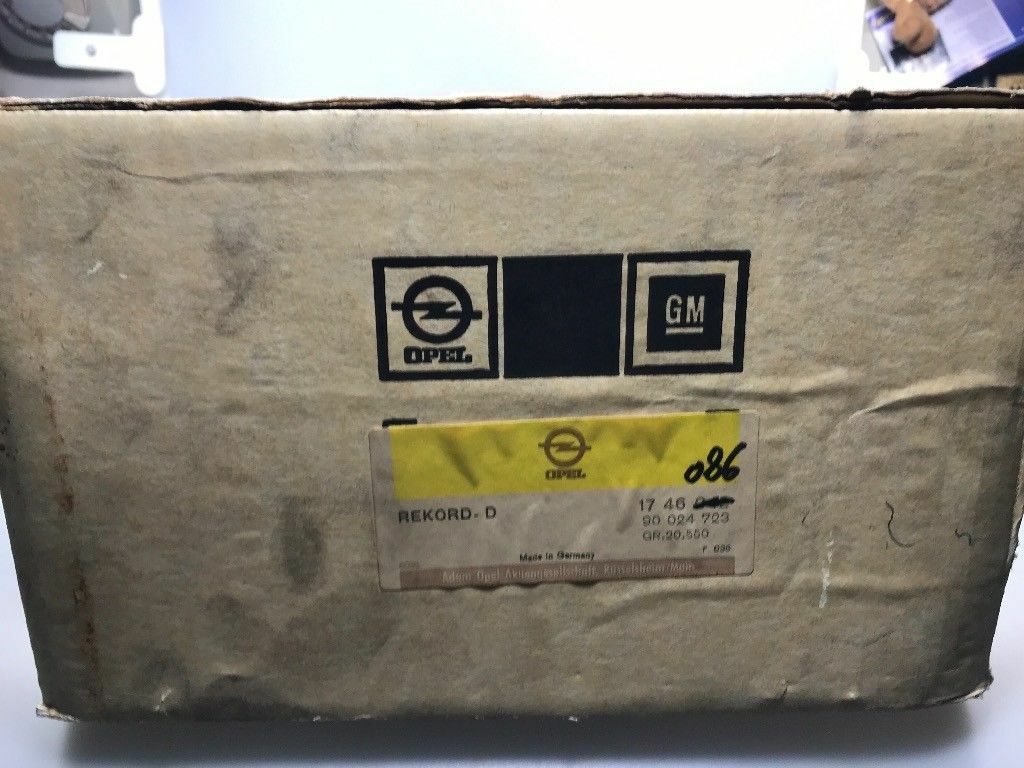 OPEL
GM
OPEL
086
REKORD-D
17 46
90 024 723
GR.20,550
Made in Germany
Adam Opel Aktiengesellschaft, Rüsselsheim/Main